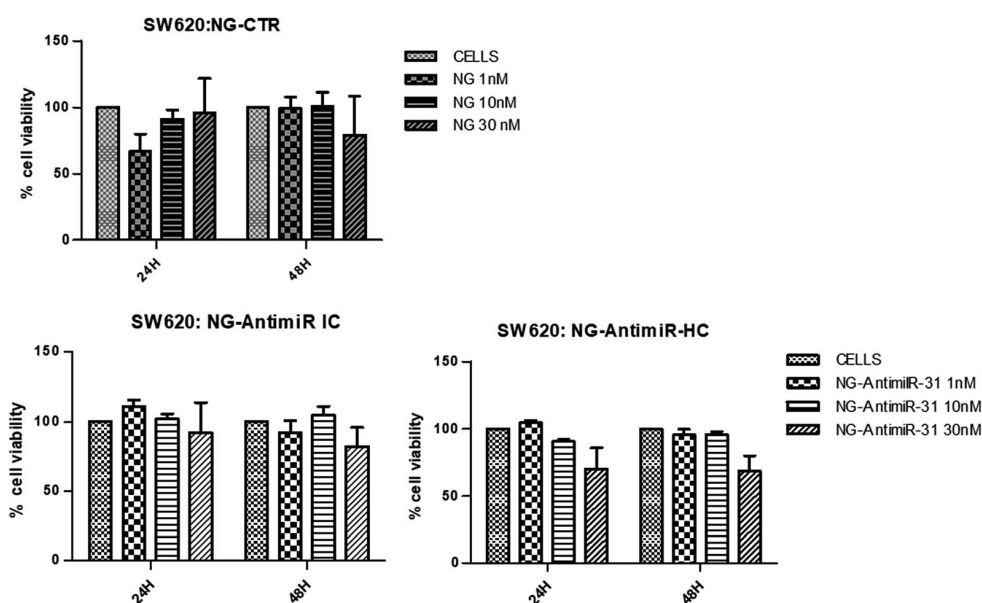 SW620:NG-CTR
150
100
50
0
% cell viability
24H
48H
CELLS
NG 1nM
NG 10nM
NG 30 nM
SW620: NG-AntimiR IC
150
100
50
0
% cell viability
24H
48H
SW620: NG-AntimiR-HC
150
100
50
0
% cell viability
24H
48H
CELLS
NG-AntimiR-31 1nM
NG-AntimiR-31 10nM
NG-AntimiR-31 30nM